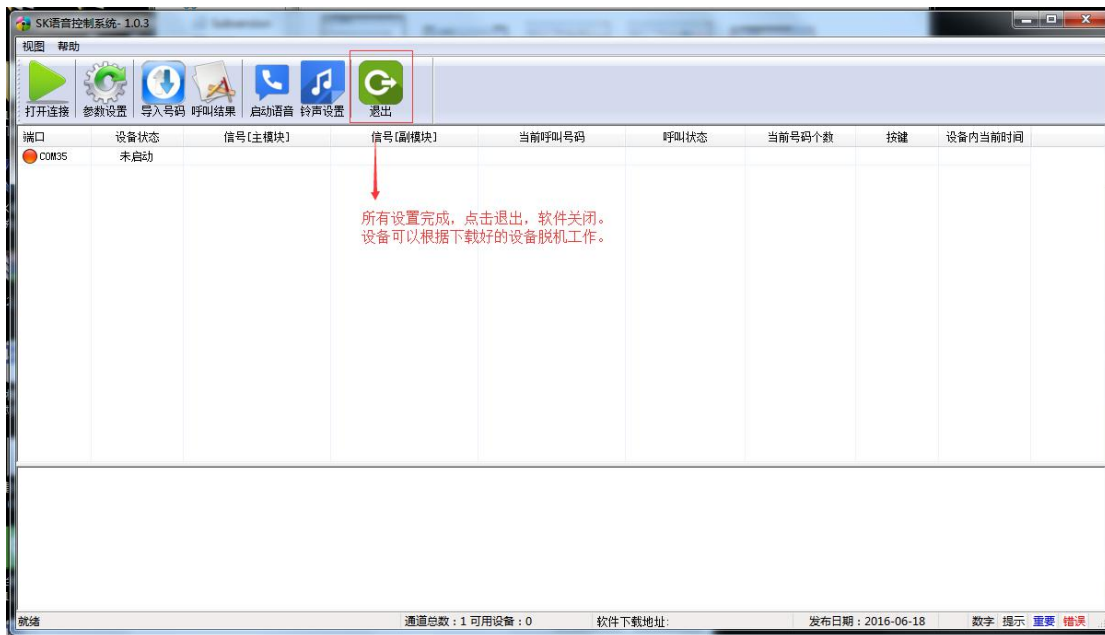 SK语音控制系统- 1.0.3
视图 帮助
打开连接 参数设置 导入号码 呼叫结果 启动语音 铃声设置 退出
端口 设备状态 信号[主模块] 信号[副模块] 当前呼叫号码 呼叫状态 当前号码个数 按鍵 设备内当前时间
COM35 未启动
所有设置完成，点击退出，软件关闭。
设备可以根据下载好的设备脱机工作。
就绪 通道总数：1 可用设备：0 软件下载地址: 发布日期：2016-06-18 数字 提示 重要 错误